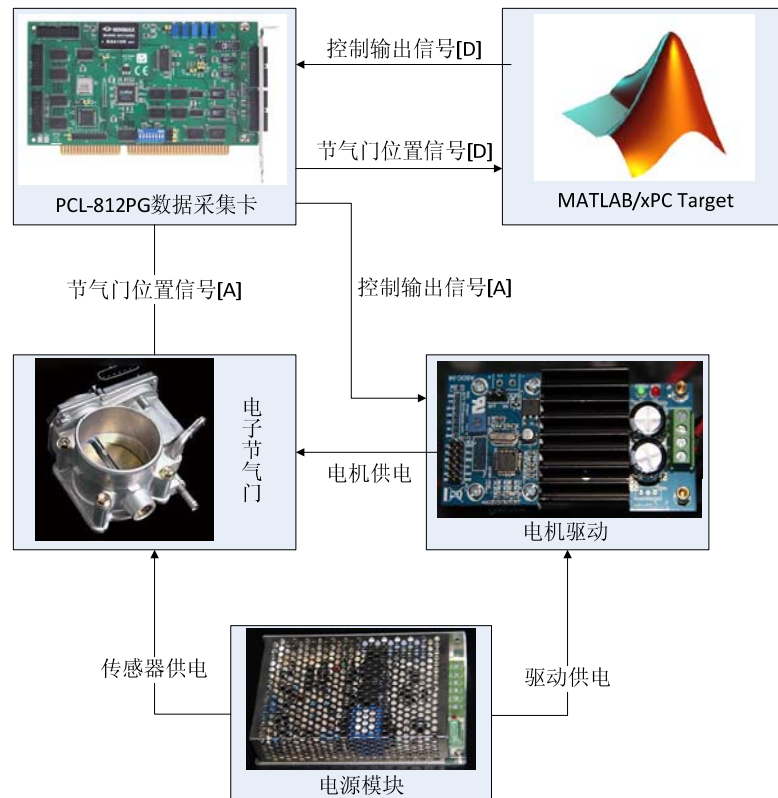 控制输出信号[D]
节气门位置信号[D]
PCL-812PG数据采集卡
MATLAB/xPC Target
节气门位置信号[A]
控制输出信号[A]
电子节气门
电机供电
电机驱动
传感器供电
驱动供电
电源模块